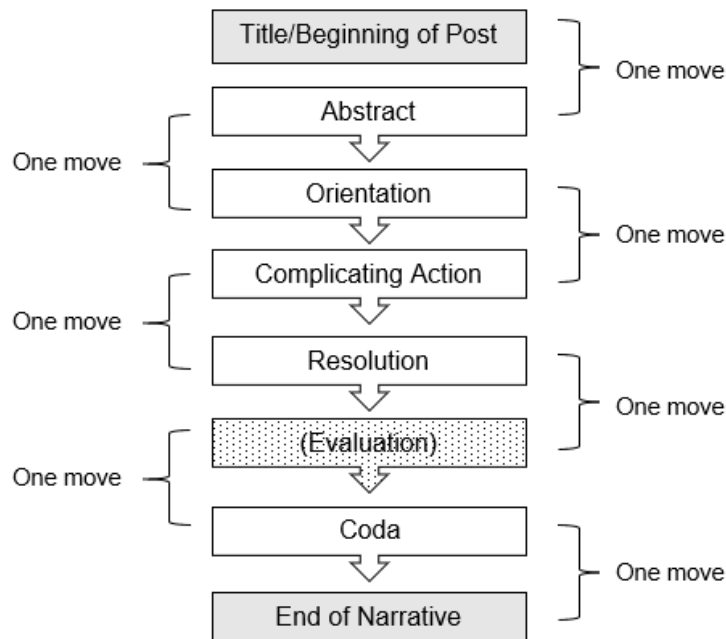 Title/Beginning of Post
One move
Abstract
One move
Orientation
One move
Complicating Action
One move
Resolution
One move
(Evaluation)
One move
Coda
One move
End of Narrative